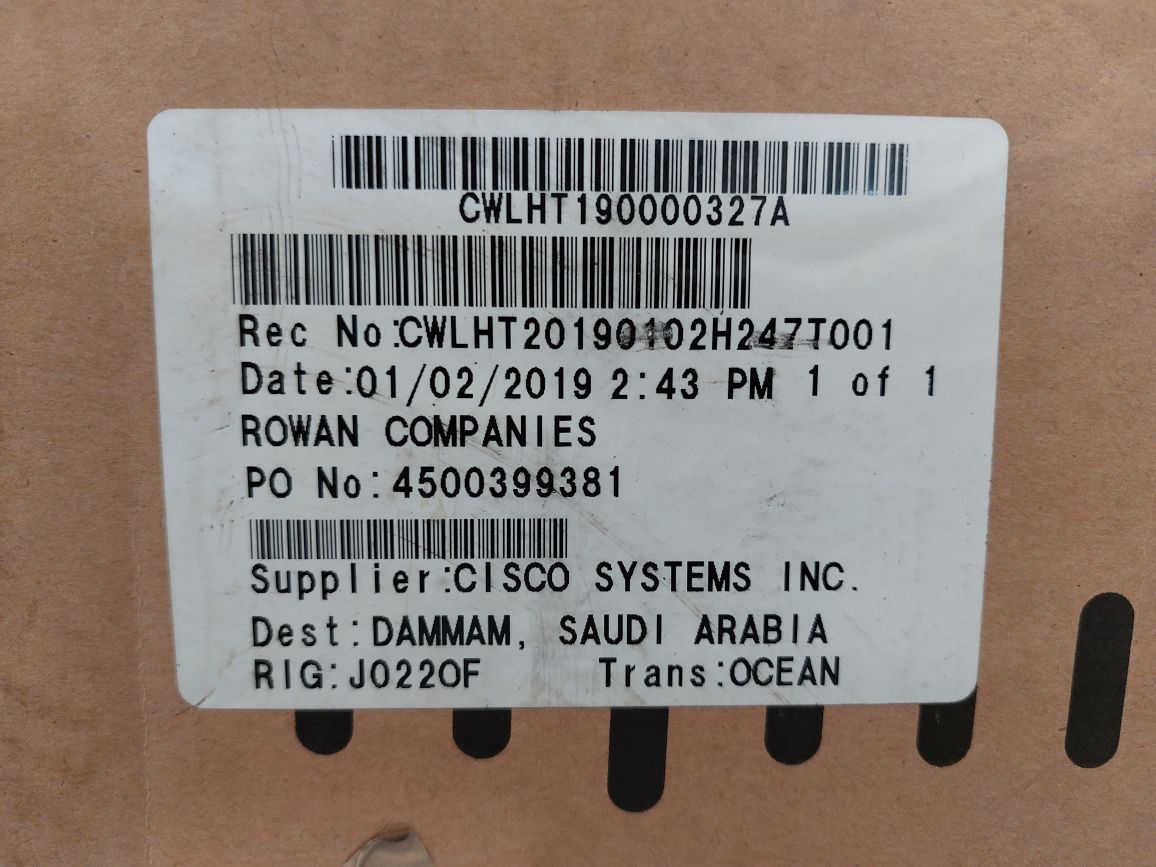 CWLHT190000327A
Rec No:CWLHT20190102H247T001
Date:01/02/2019 2:43 PM 1 of 1
ROWAN COMPANIES
PO No:4500399381
Supplier:CISCO SYSTEMS INC.
Dest:DAMMAM, SAUDI ARABIA
RIG:J022OF Trans:OCEAN